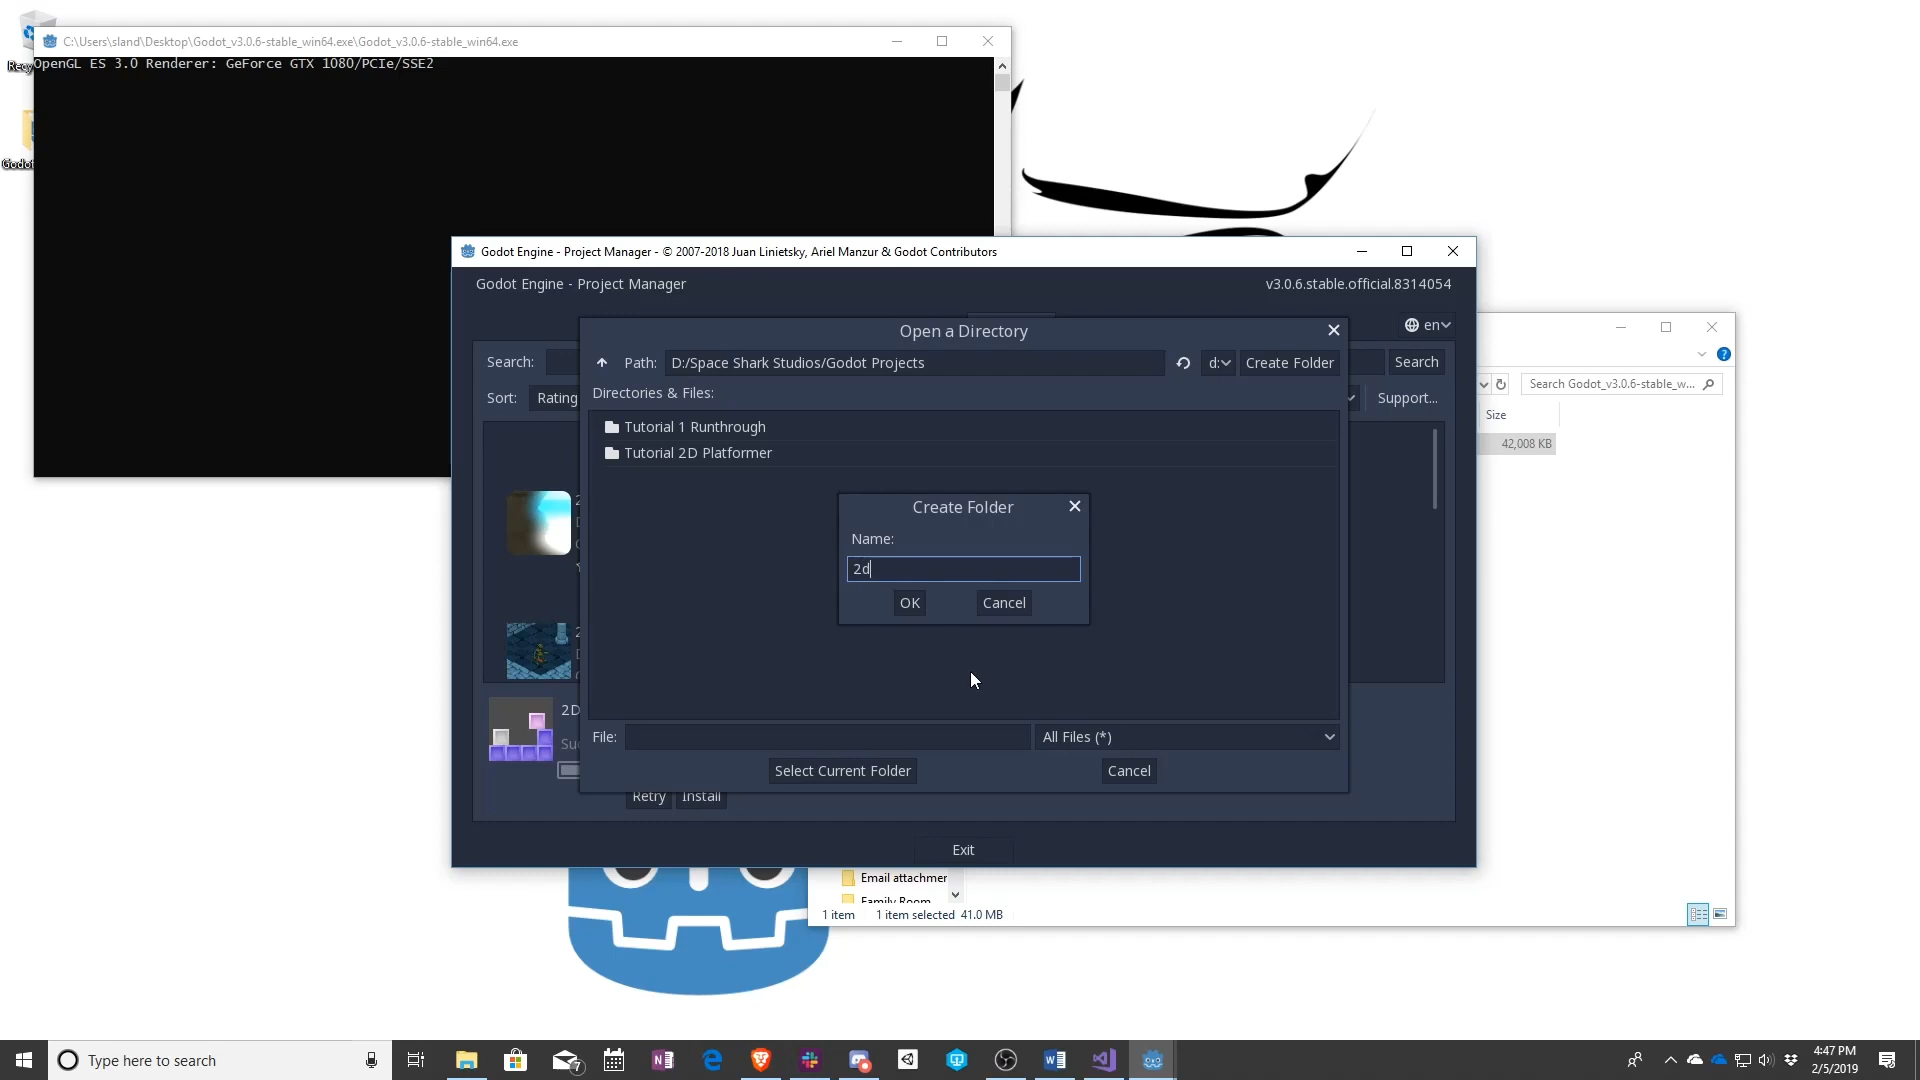 C:\Users\sland\Desktop\Godot_v3.0.6-stable_win64.exe\Godot_v3.0.6-stable_win64.exe
OpenGL ES 3.0 Renderer: GeForce GTX 1080/PCIe/SSE2
Recy
Godot
Godot Engine - Project Manager - © 2007-2018 Juan Linietsky, Ariel Manzur & Godot Contributors
Godot Engine - Project Manager
v3.0.6.stable.official.8314054
en
Open a Directory
Search:
Path:
D:/Space Shark Studios/Godot Projects
d:
Create Folder
Search
Sort:
Rating
Directories & Files:
Support...
Tutorial 1 Runthrough
Tutorial 2D Platformer
Create Folder
Name:
2d
OK
Cancel
2D
File:
All Files (*)
Select Current Folder
Cancel
Retry
Install
Exit
Search Godot_v3.0.6-stable_w...
Size
42,008 KB
Email attachmen
Family Room
1 item
1 item selected 41.0 MB
Type here to search
7
4:47 PM
2/5/2019